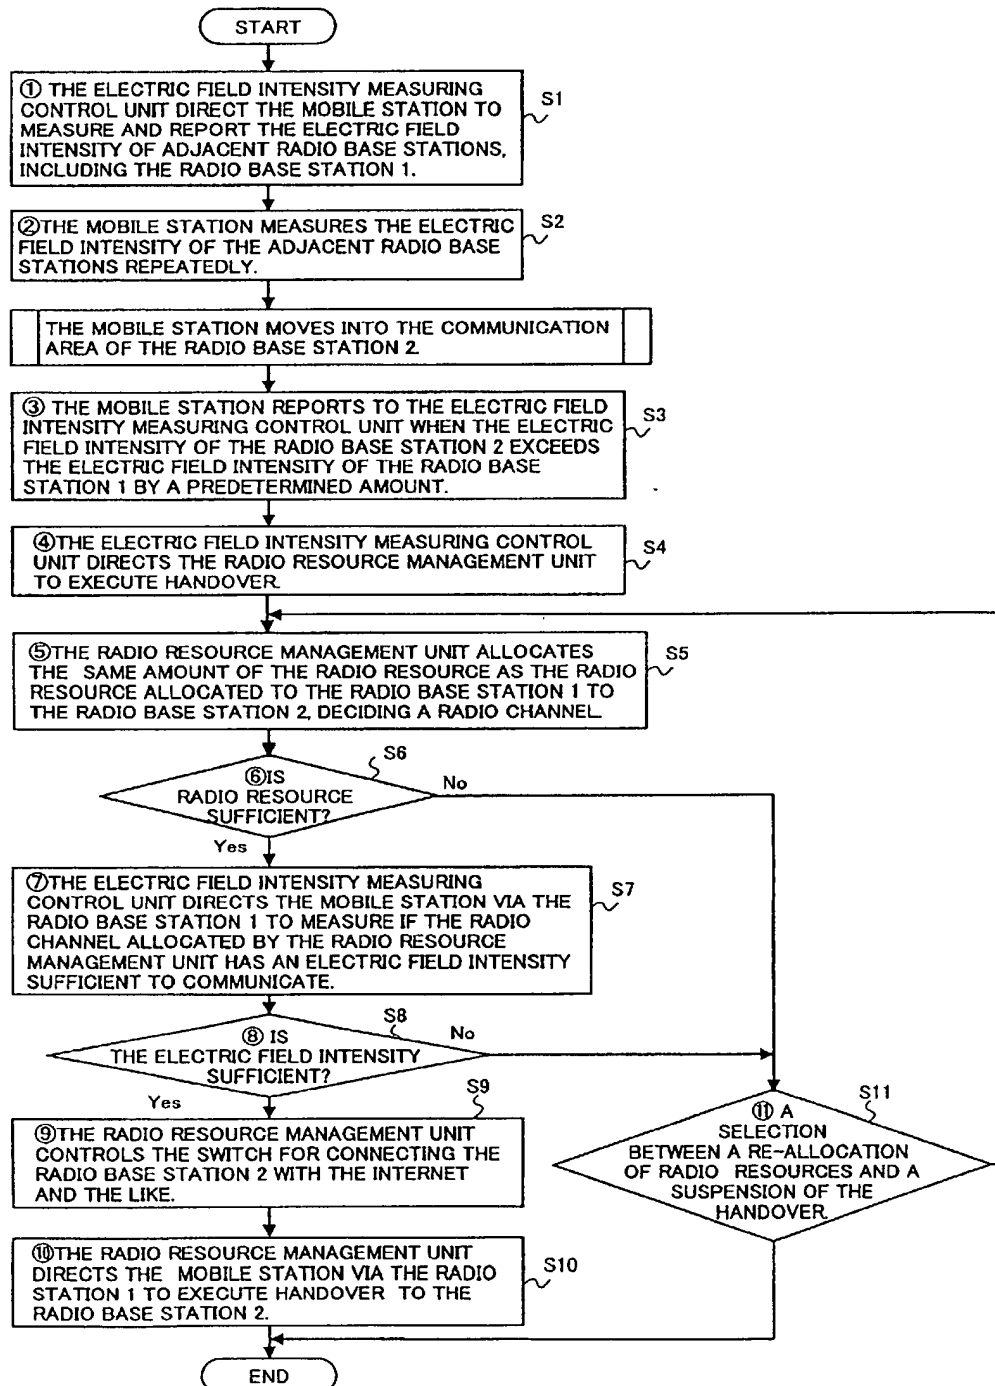 START
① THE ELECTRIC FIELD INTENSITY MEASURING
CONTROL UNIT DIRECT THE MOBILE STATION TO
MEASURE AND REPORT THE ELECTRIC FIELD
INTENSITY OF ADJACENT RADIO BASE STATIONS,
INCLUDING THE RADIO BASE STATION 1.
S1
②THE MOBILE STATION MEASURES THE ELECTRIC
FIELD INTENSITY OF THE ADJACENT RADIO BASE
STATIONS REPEATEDLY.
S2
THE MOBILE STATION MOVES INTO THE COMMUNICATION
AREA OF THE RADIO BASE STATION 2.
③ THE MOBILE STATION REPORTS TO THE ELECTRIC FIELD
INTENSITY MEASURING CONTROL UNIT WHEN THE ELECTRIC
FIELD INTENSITY OF THE RADIO BASE STATION 2 EXCEEDS
THE ELECTRIC FIELD INTENSITY OF THE RADIO BASE
STATION 1 BY A PREDETERMINED AMOUNT.
S3
④THE ELECTRIC FIELD INTENSITY MEASURING CONTROL
UNIT DIRECTS THE RADIO RESOURCE MANAGEMENT UNIT
TO EXECUTE HANDOVER.
S4
⑤THE RADIO RESOURCE MANAGEMENT UNIT ALLOCATES
THE SAME AMOUNT OF THE RADIO RESOURCE AS THE RADIO
RESOURCE ALLOCATED TO THE RADIO BASE STATION 1 TO
THE RADIO BASE STATION 2, DECIDING A RADIO CHANNEL.
S5
⑥IS
RADIO RESOURCE
SUFFICIENT?
S6
No
Yes
⑦THE ELECTRIC FIELD INTENSITY MEASURING
CONTROL UNIT DIRECTS THE MOBILE STATION VIA THE
RADIO BASE STATION 1 TO MEASURE IF THE RADIO
CHANNEL ALLOCATED BY THE RADIO RESOURCE
MANAGEMENT UNIT HAS AN ELECTRIC FIELD INTENSITY
SUFFICIENT TO COMMUNICATE.
S7
⑧ IS
THE ELECTRIC FIELD INTENSITY
SUFFICIENT?
S8
No
Yes
⑨THE RADIO RESOURCE MANAGEMENT UNIT
CONTROLS THE SWITCH FOR CONNECTING THE
RADIO BASE STATION 2 WITH THE INTERNET
AND THE LIKE.
S9
⑪ A
SELECTION
BETWEEN A RE-ALLOCATION
OF RADIO RESOURCES AND A
SUSPENSION OF THE
HANDOVER.
S11
⑩THE RADIO RESOURCE MANAGEMENT UNIT
DIRECTS THE MOBILE STATION VIA THE RADIO
STATION 1 TO EXECUTE HANDOVER TO THE
RADIO BASE STATION 2.
S10
END